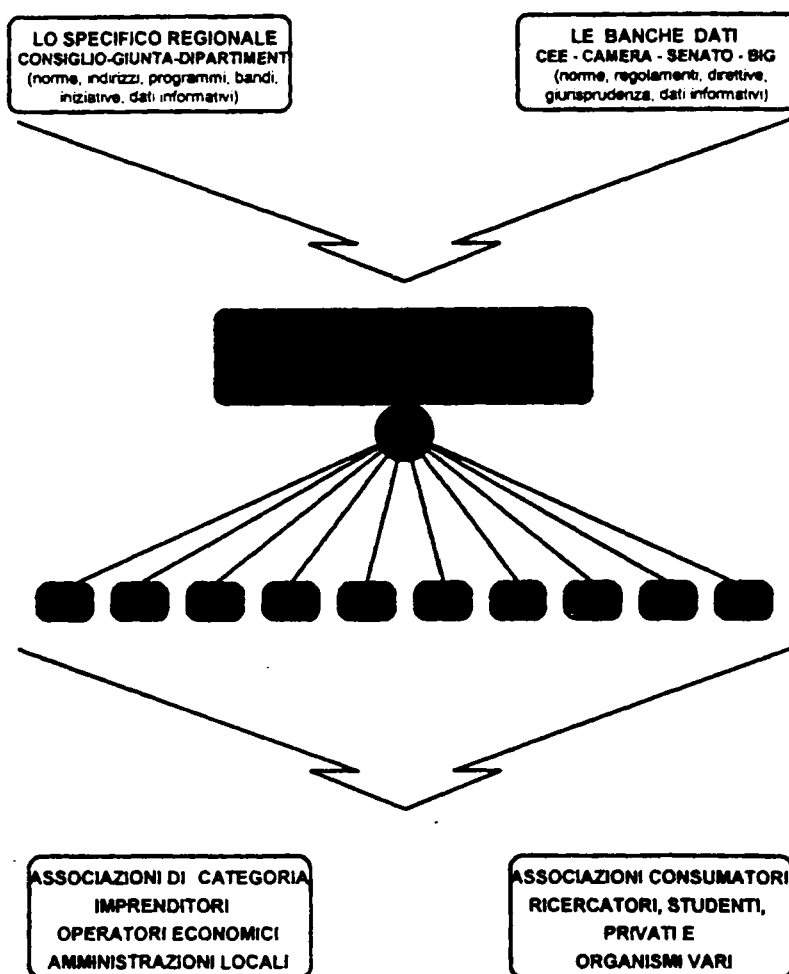 LO SPECIFICO REGIONALE
CONSIGLIO-GIUNTA-DIPARTIMENT
(norme, indirizzi, programmi, bandi,
iniziative, dati informativi)
LE BANCHE DATI
CEE - CAMERA - SENATO - BIG
(norme, regolamenti, direttive,
giurisprudenza, dati informativi)
ASSOCIAZIONI DI CATEGORIA
IMPRENDITORI
OPERATORI ECONOMICI
AMMINISTRAZIONI LOCALI
ASSOCIAZIONI CONSUMATORI
RICERCATORI, STUDENTI,
PRIVATI E
ORGANISMI VARI